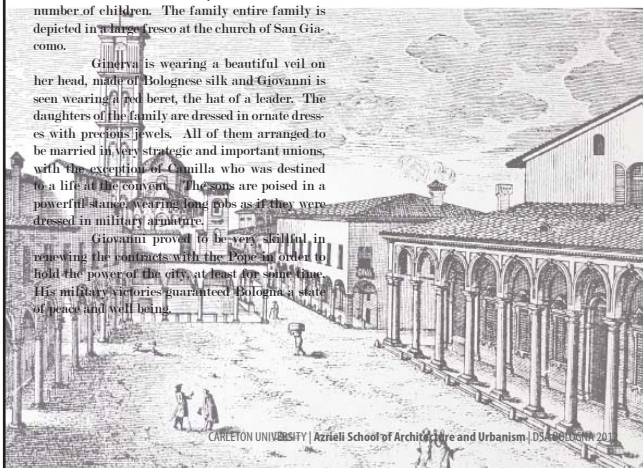 number of children. The family entire family is
depicted in a large fresco at the church of San Gia-
como.
Ginerva is wearing a beautiful veil on
her head, made of Bolognese silk and Giovanni is
seen wearing a red beret, the hat of a leader. The
daughters of the family are dressed in ornate dress-
es with precious jewels. All of them arranged to
be married in very strategic and important unions,
with the exception of Camilla who was destined
to a life at the convent. The sons are poised in a
powerful stance, wearing long robs as if they were
dressed in military armature.
Giovanni proved to be very skillful in
renewing the contracts with the Pope in order to
hold the power of the city, at least for some time.
His military victories guaranteed Bologna a state
of peace and well being.
CARLETON UNIVERSITY | Azrieli School of Architecture and Urbanism | DSA BOLOGNA